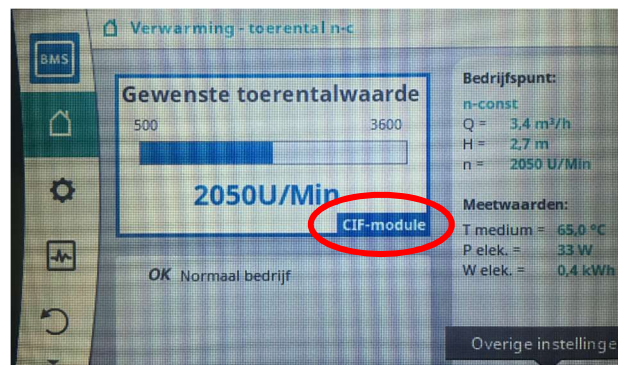 Verwarming - toerental n-c
BMS
Gewenste toerentalwaarde
500 3600
2050U/Min
CIF-module
OK Normaal bedrijf
Bedrijfspunt:
n-const
Q = 3,4 m³/h
H = 2,7 m
n = 2050 U/Min
Meetwaarden:
T medium = 65,0 °C
P elek. = 33 W
W elek. = 0,4 kWh
Overige instellinge